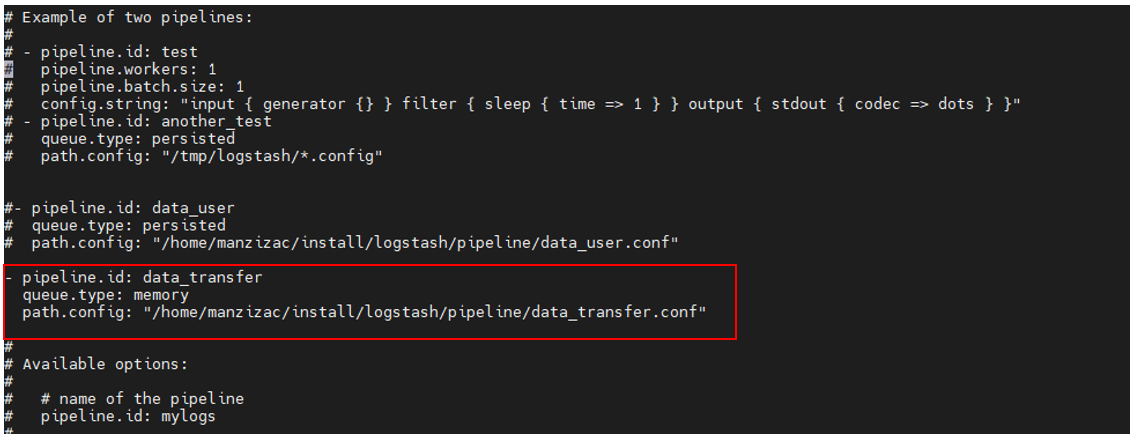 # Example of two pipelines:
#
# - pipeline.id: test
#   pipeline.workers: 1
#   pipeline.batch.size: 1
#   config.string: "input { generator {} } filter { sleep { time => 1 } } output { stdout { codec => dots } }"
# - pipeline.id: another_test
#   queue.type: persisted
#   path.config: "/tmp/logstash/*.config"
#- pipeline.id: data_user
#  queue.type: persisted
#  path.config: "/home/manzizac/install/logstash/pipeline/data_user.conf"
- pipeline.id: data_transfer
  queue.type: memory
  path.config: "/home/manzizac/install/logstash/pipeline/data_transfer.conf"
#
# Available options:
#
#   # name of the pipeline
#   pipeline.id: mylogs
#